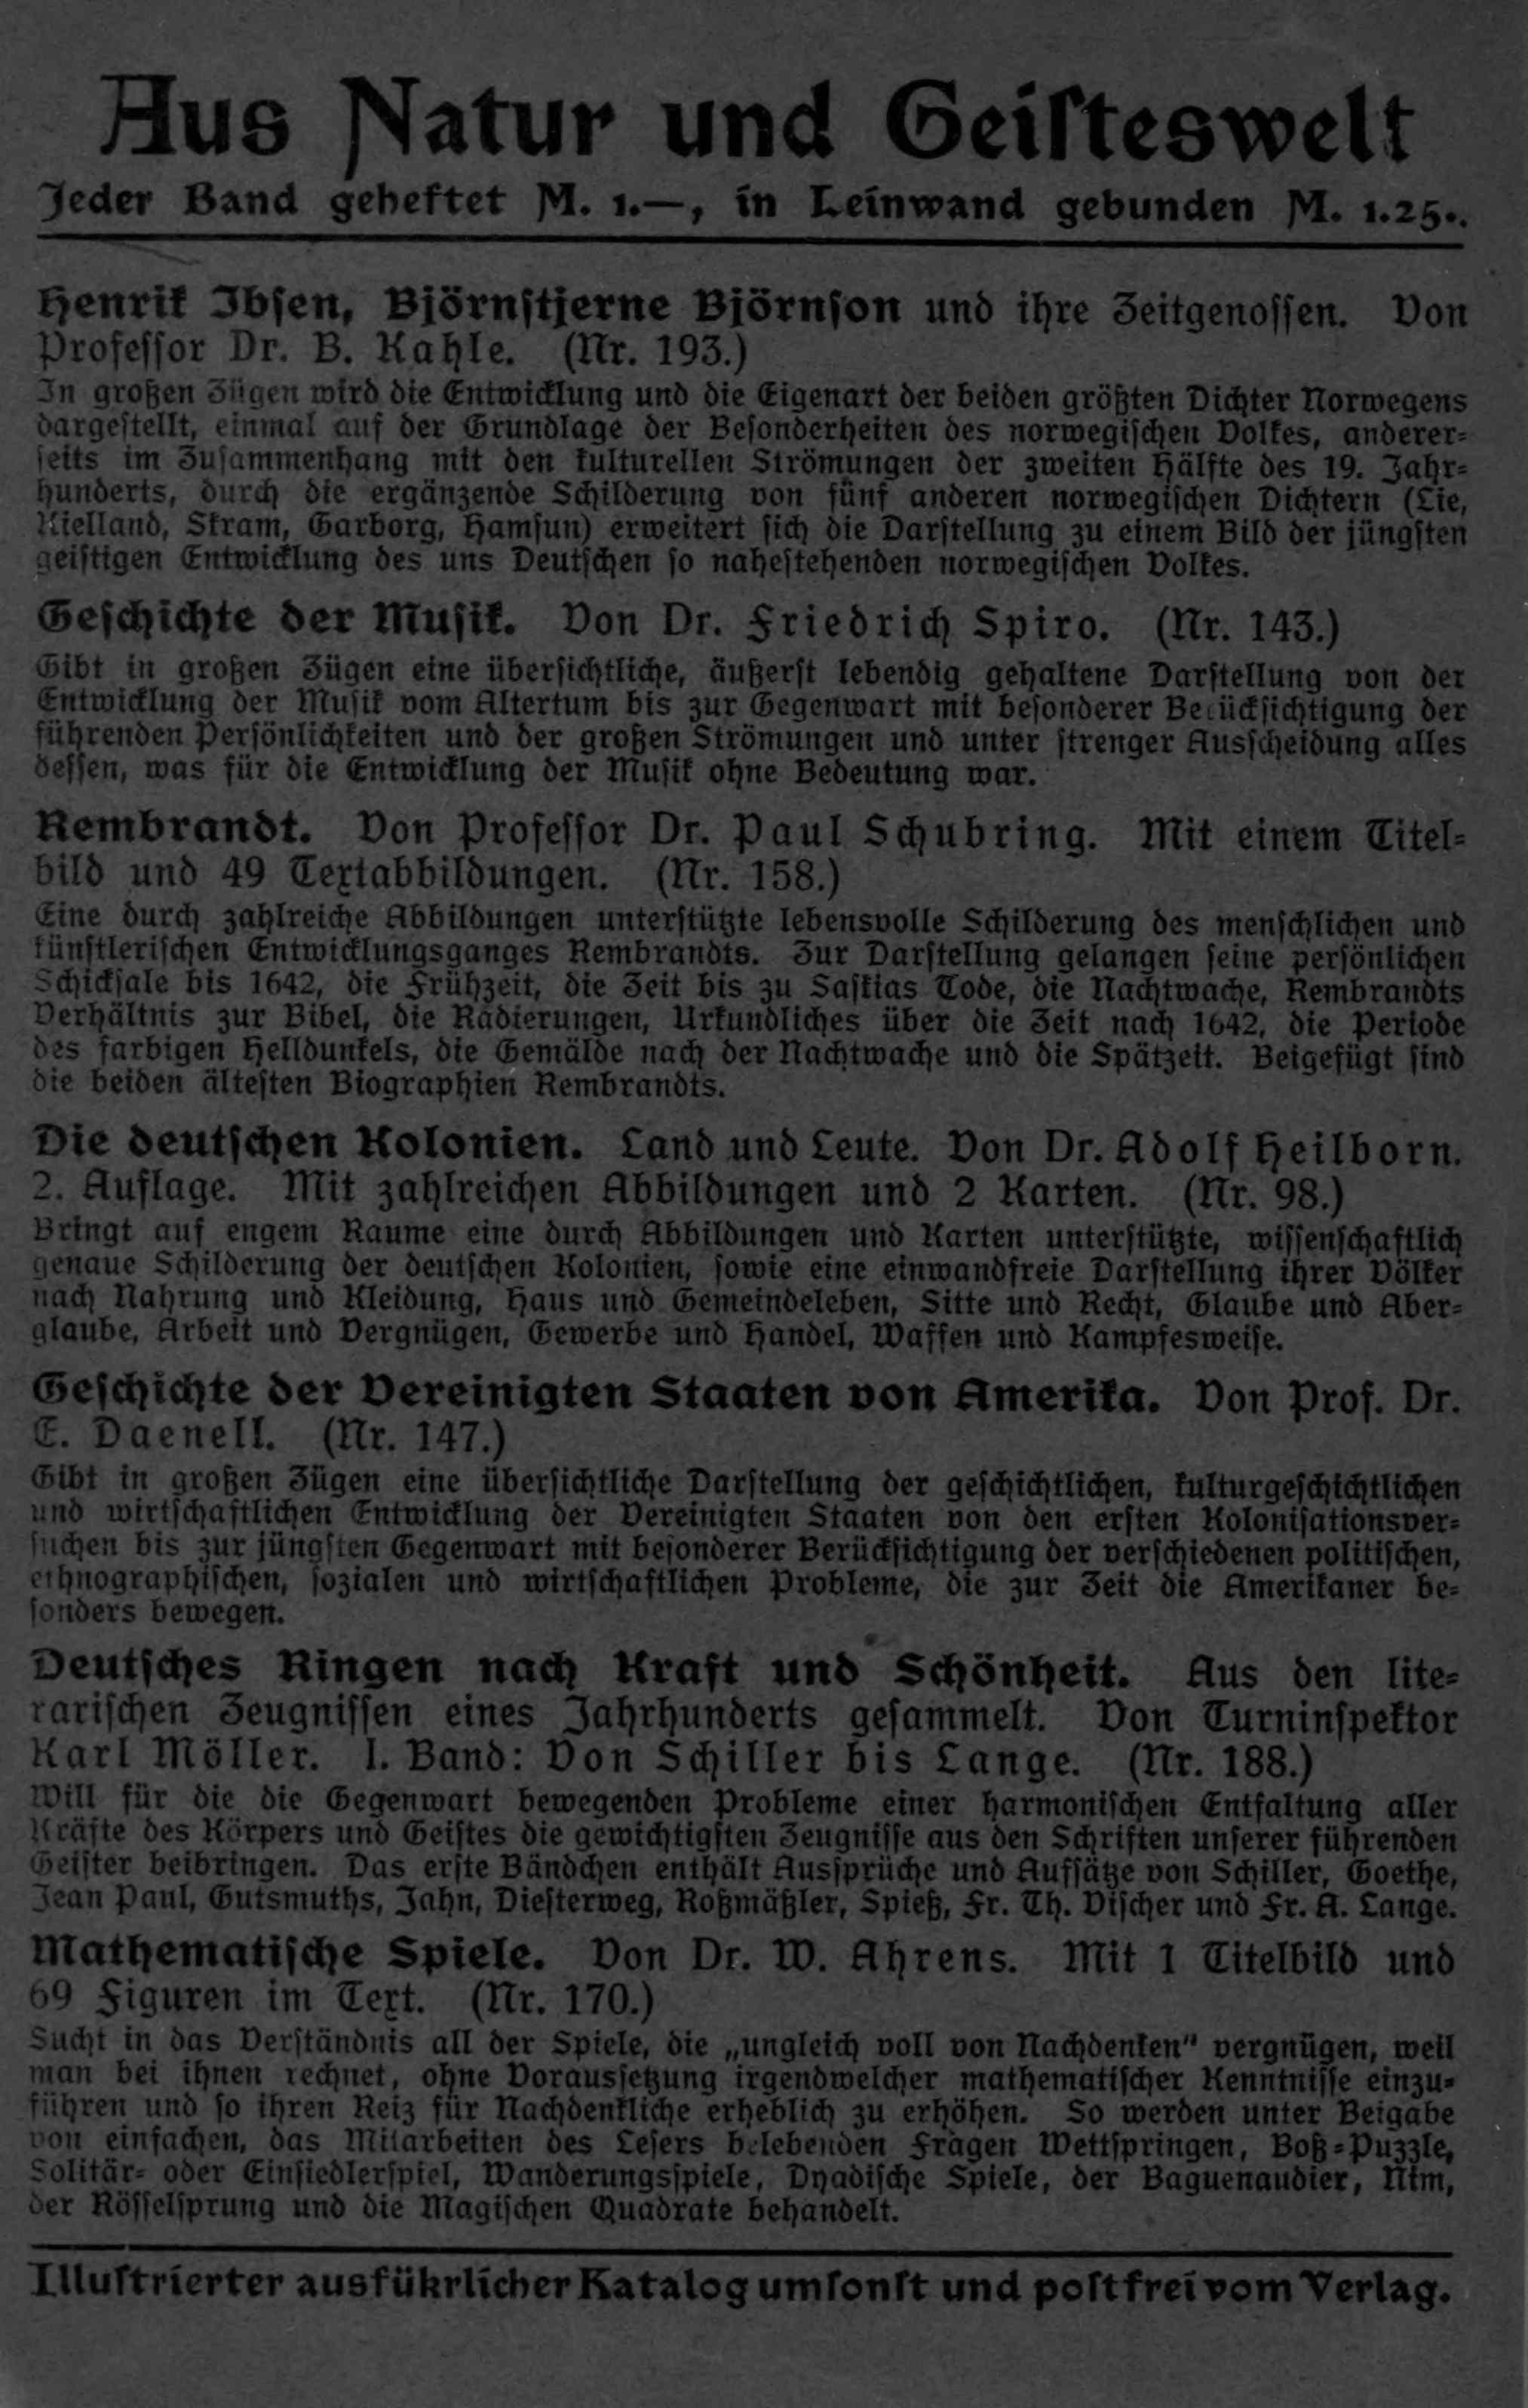 Aus Natur und Geisteswelt
Jeder Band geheftet M. 1.—, in Leinwand gebunden M. 1.25..
Henrik Ibsen, Björnstjerne Björnson und ihre Zeitgenossen. Von
Professor Dr. B. Kahle. (Nr. 193.)
In großen Zügen wird die Entwicklung und die Eigenart der beiden größten Dichter Norwegens
dargestellt, einmal auf der Grundlage der Besonderheiten des norwegischen Volkes, anderer-
seits im Zusammenhang mit den kulturellen Strömungen der zweiten Hälfte des 19. Jahr-
hunderts, durch die ergänzende Schilderung von fünf anderen norwegischen Dichtern (Lie,
Kielland, Skram, Garborg, Hamsun) erweitert sich die Darstellung zu einem Bild der jüngsten
geistigen Entwicklung des uns Deutschen so nahestehenden norwegischen Volkes.
Geschichte der Musik. Von Dr. Friedrich Spiro. (Nr. 143.)
Gibt in großen Zügen eine übersichtliche, äußerst lebendig gehaltene Darstellung von der
Entwicklung der Musik vom Altertum bis zur Gegenwart mit besonderer Berücksichtigung der
führenden Persönlichkeiten und der großen Strömungen und unter strenger Ausscheidung alles
dessen, was für die Entwicklung der Musik ohne Bedeutung war.
Rembrandt. Von Professor Dr. Paul Schubring. Mit einem Titel-
bild und 49 Textabbildungen. (Nr. 158.)
Eine durch zahlreiche Abbildungen unterstützte lebensvolle Schilderung des menschlichen und
künstlerischen Entwicklungsganges Rembrandts. Zur Darstellung gelangen seine persönlichen
Schicksale bis 1642, die Frühzeit, die Zeit bis zu Saskias Tode, die Nachtwache, Rembrandts
Verhältnis zur Bibel, die Radierungen, Urkundliches über die Zeit nach 1642, die Periode
des farbigen Helldunkels, die Gemälde nach der Nachtwache und die Spätzeit. Beigefügt sind
die beiden ältesten Biographien Rembrandts.
Die deutschen Kolonien. Land und Leute. Von Dr. Adolf Heilborn.
2. Auflage. Mit zahlreichen Abbildungen und 2 Karten. (Nr. 98.)
Bringt auf engem Raume eine durch Abbildungen und Karten unterstützte, wissenschaftlich
genaue Schilderung der deutschen Kolonien, sowie eine einwandfreie Darstellung ihrer Völker
nach Nahrung und Kleidung, Haus und Gemeindeleben, Sitte und Recht, Glaube und Aber-
glaube, Arbeit und Vergnügen, Gewerbe und Handel, Waffen und Kampfesweise.
Geschichte der Vereinigten Staaten von Amerika. Von Prof. Dr.
E. Daenell. (Nr. 147.)
Gibt in großen Zügen eine übersichtliche Darstellung der geschichtlichen, kulturgeschichtlichen
und wirtschaftlichen Entwicklung der Vereinigten Staaten von den ersten Kolonisationsver-
suchen bis zur jüngsten Gegenwart mit besonderer Berücksichtigung der verschiedenen politischen,
ethnographischen, sozialen und wirtschaftlichen Probleme, die zur Zeit die Amerikaner be-
sonders bewegen.
Deutsches Ringen nach Kraft und Schönheit. Aus den lite-
rarischen Zeugnissen eines Jahrhunderts gesammelt. Von Turninspektor
Karl Möller. I. Band: Von Schiller bis Lange. (Nr. 188.)
Will für die die Gegenwart bewegenden Probleme einer harmonischen Entfaltung aller
Kräfte des Körpers und Geistes die gewichtigsten Zeugnisse aus den Schriften unserer führenden
Geister beibringen. Das erste Bändchen enthält Aussprüche und Aufsätze von Schiller, Goethe,
Jean Paul, Gutsmuths, Jahn, Diesterweg, Roßmäßler, Spieß, Fr. Th. Vischer und Fr. A. Lange.
Mathematische Spiele. Von Dr. W. Ahrens. Mit 1 Titelbild und
69 Figuren im Text. (Nr. 170.)
Sucht in das Verständnis all der Spiele, die „ungleich voll von Nachdenken“ vergnügen, weil
man bei ihnen rechnet, ohne Voraussetzung irgendwelcher mathematischer Kenntnisse einzu-
führen und so ihren Reiz für Nachdenkliche erheblich zu erhöhen. So werden unter Beigabe
von einfachen, das Mitarbeiten des Lesers belebenden Fragen Wettspringen, Boß-Puzzle,
Solitär- oder Einsiedlerspiel, Wanderungsspiele, Dyadische Spiele, der Baguenaudier, Nim,
der Rösselsprung und die Magischen Quadrate behandelt.
Illustrierter ausführlicher Katalog umsonst und postfrei vom Verlag.